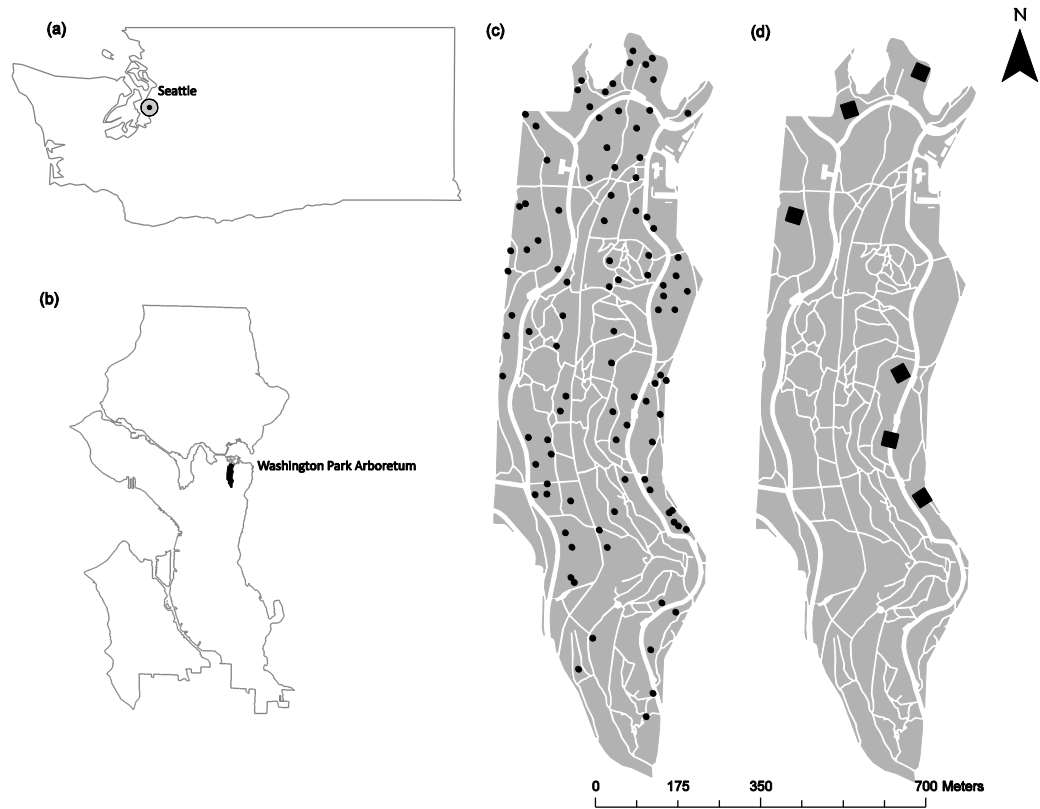 (a)
Seattle
(b)
Washington Park Arboretum
(c)
(d)
N
0 175 350 700 Meters